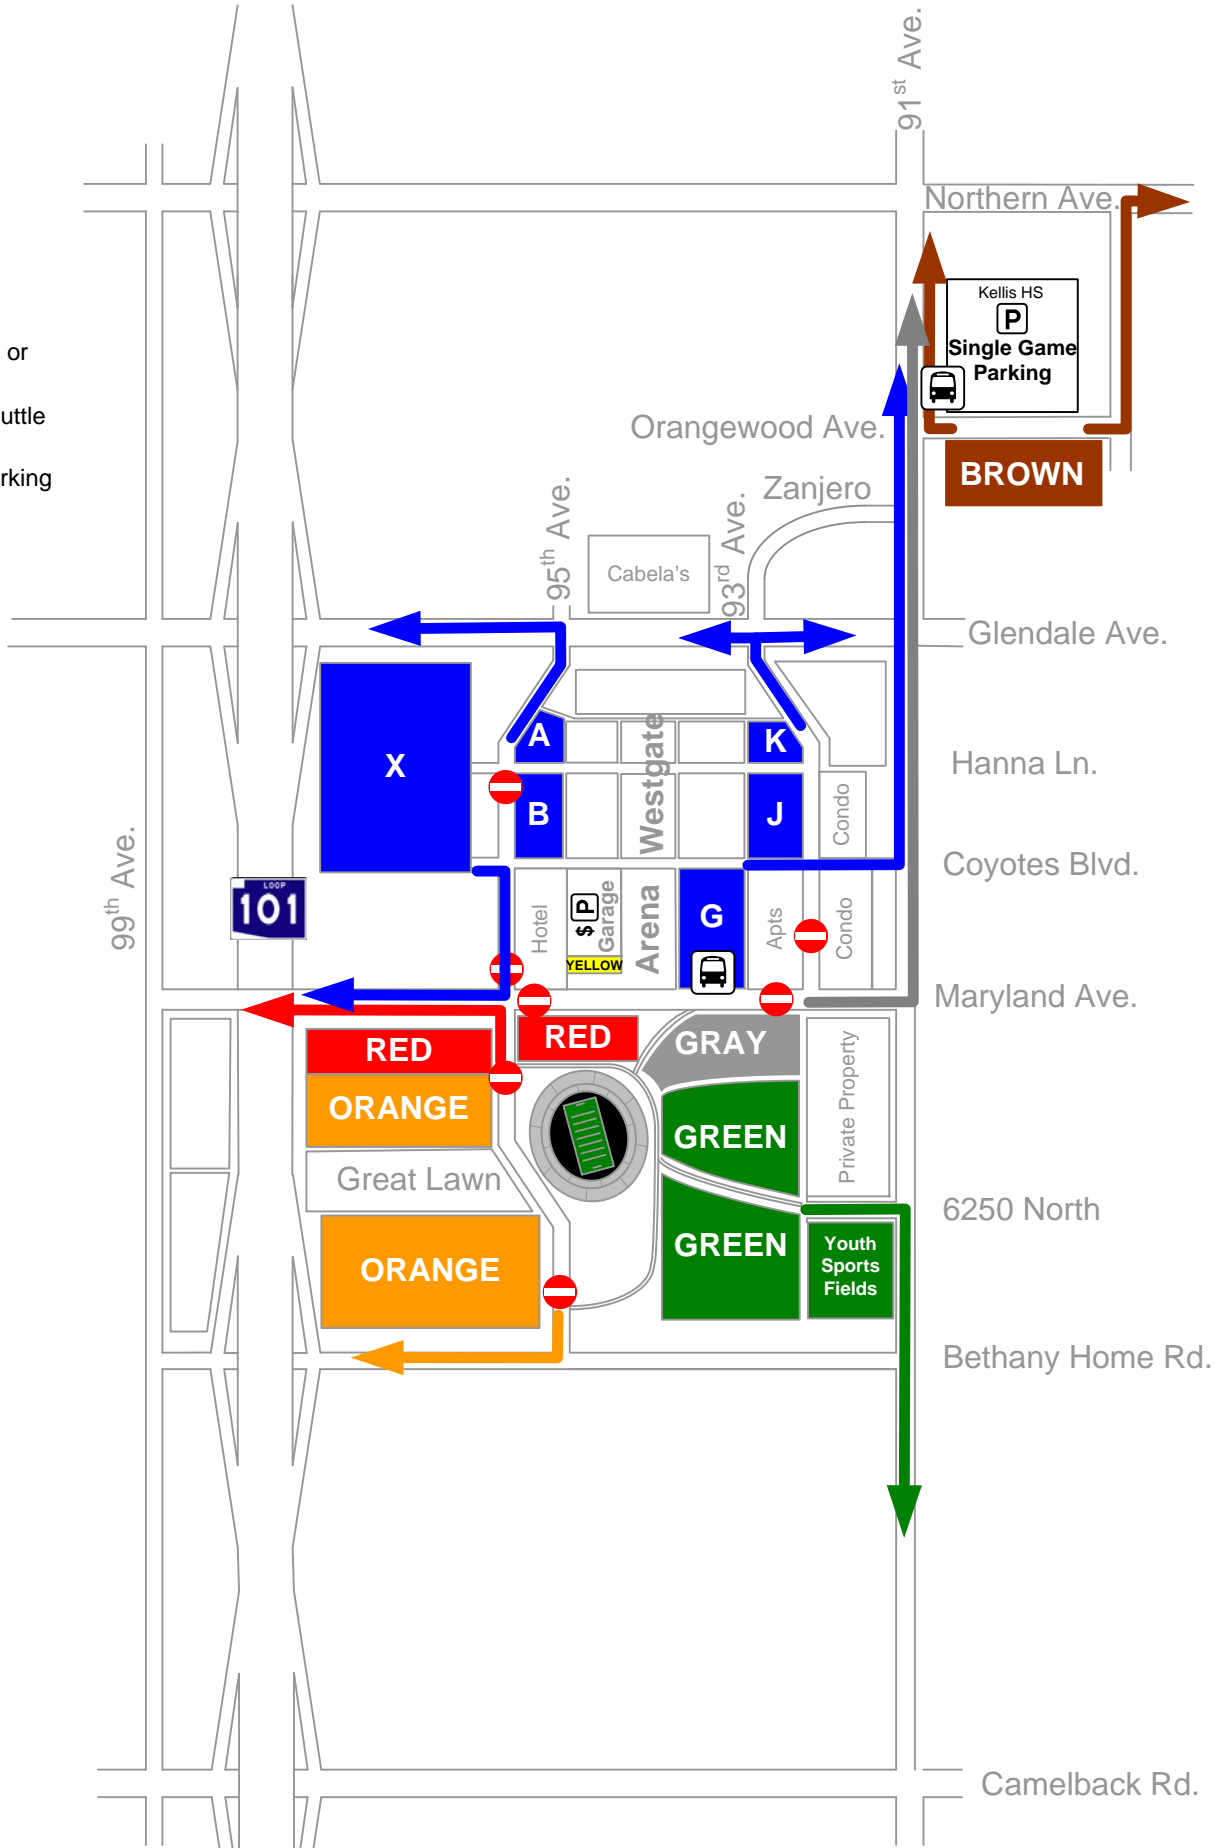 91st Ave.
Northern Ave.
Kellis HS
P
Single Game
Parking
or
uttle
rking
Orangewood Ave.
BROWN
Zanjero
95th Ave.
93rd Ave.
Cabela's
Glendale Ave.
A
K
X
Westgate
Hanna Ln.
B
J
Condo
99th Ave.
Coyotes Blvd.
LOOP
101
Hotel
$ P
Garage
YELLOW
Arena
G
Apts
Condo
Maryland Ave.
RED
RED
GRAY
Private Property
ORANGE
GREEN
Great Lawn
6250 North
ORANGE
GREEN
Youth
Sports
Fields
Bethany Home Rd.
Camelback Rd.